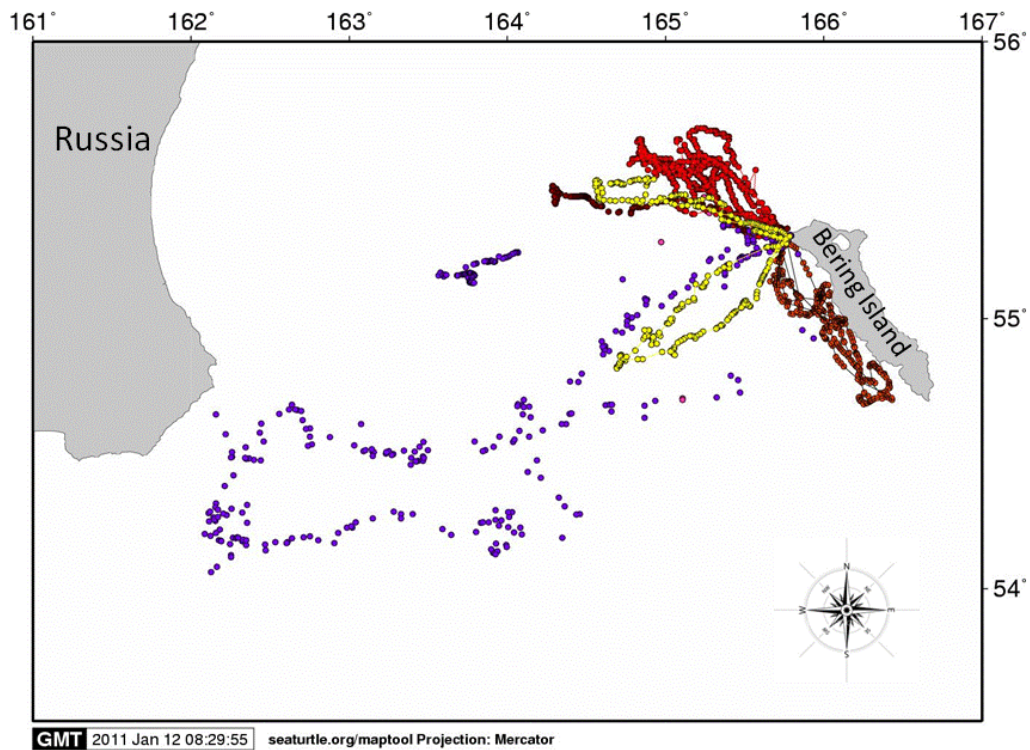 161° 162° 163° 164° 165° 166° 167°
56°
Russia
Bering Island
55°
54°
N
W E
S
GMT 2011 Jan 12 08:29:55 seaturtle.org/maptool Projection: Mercator